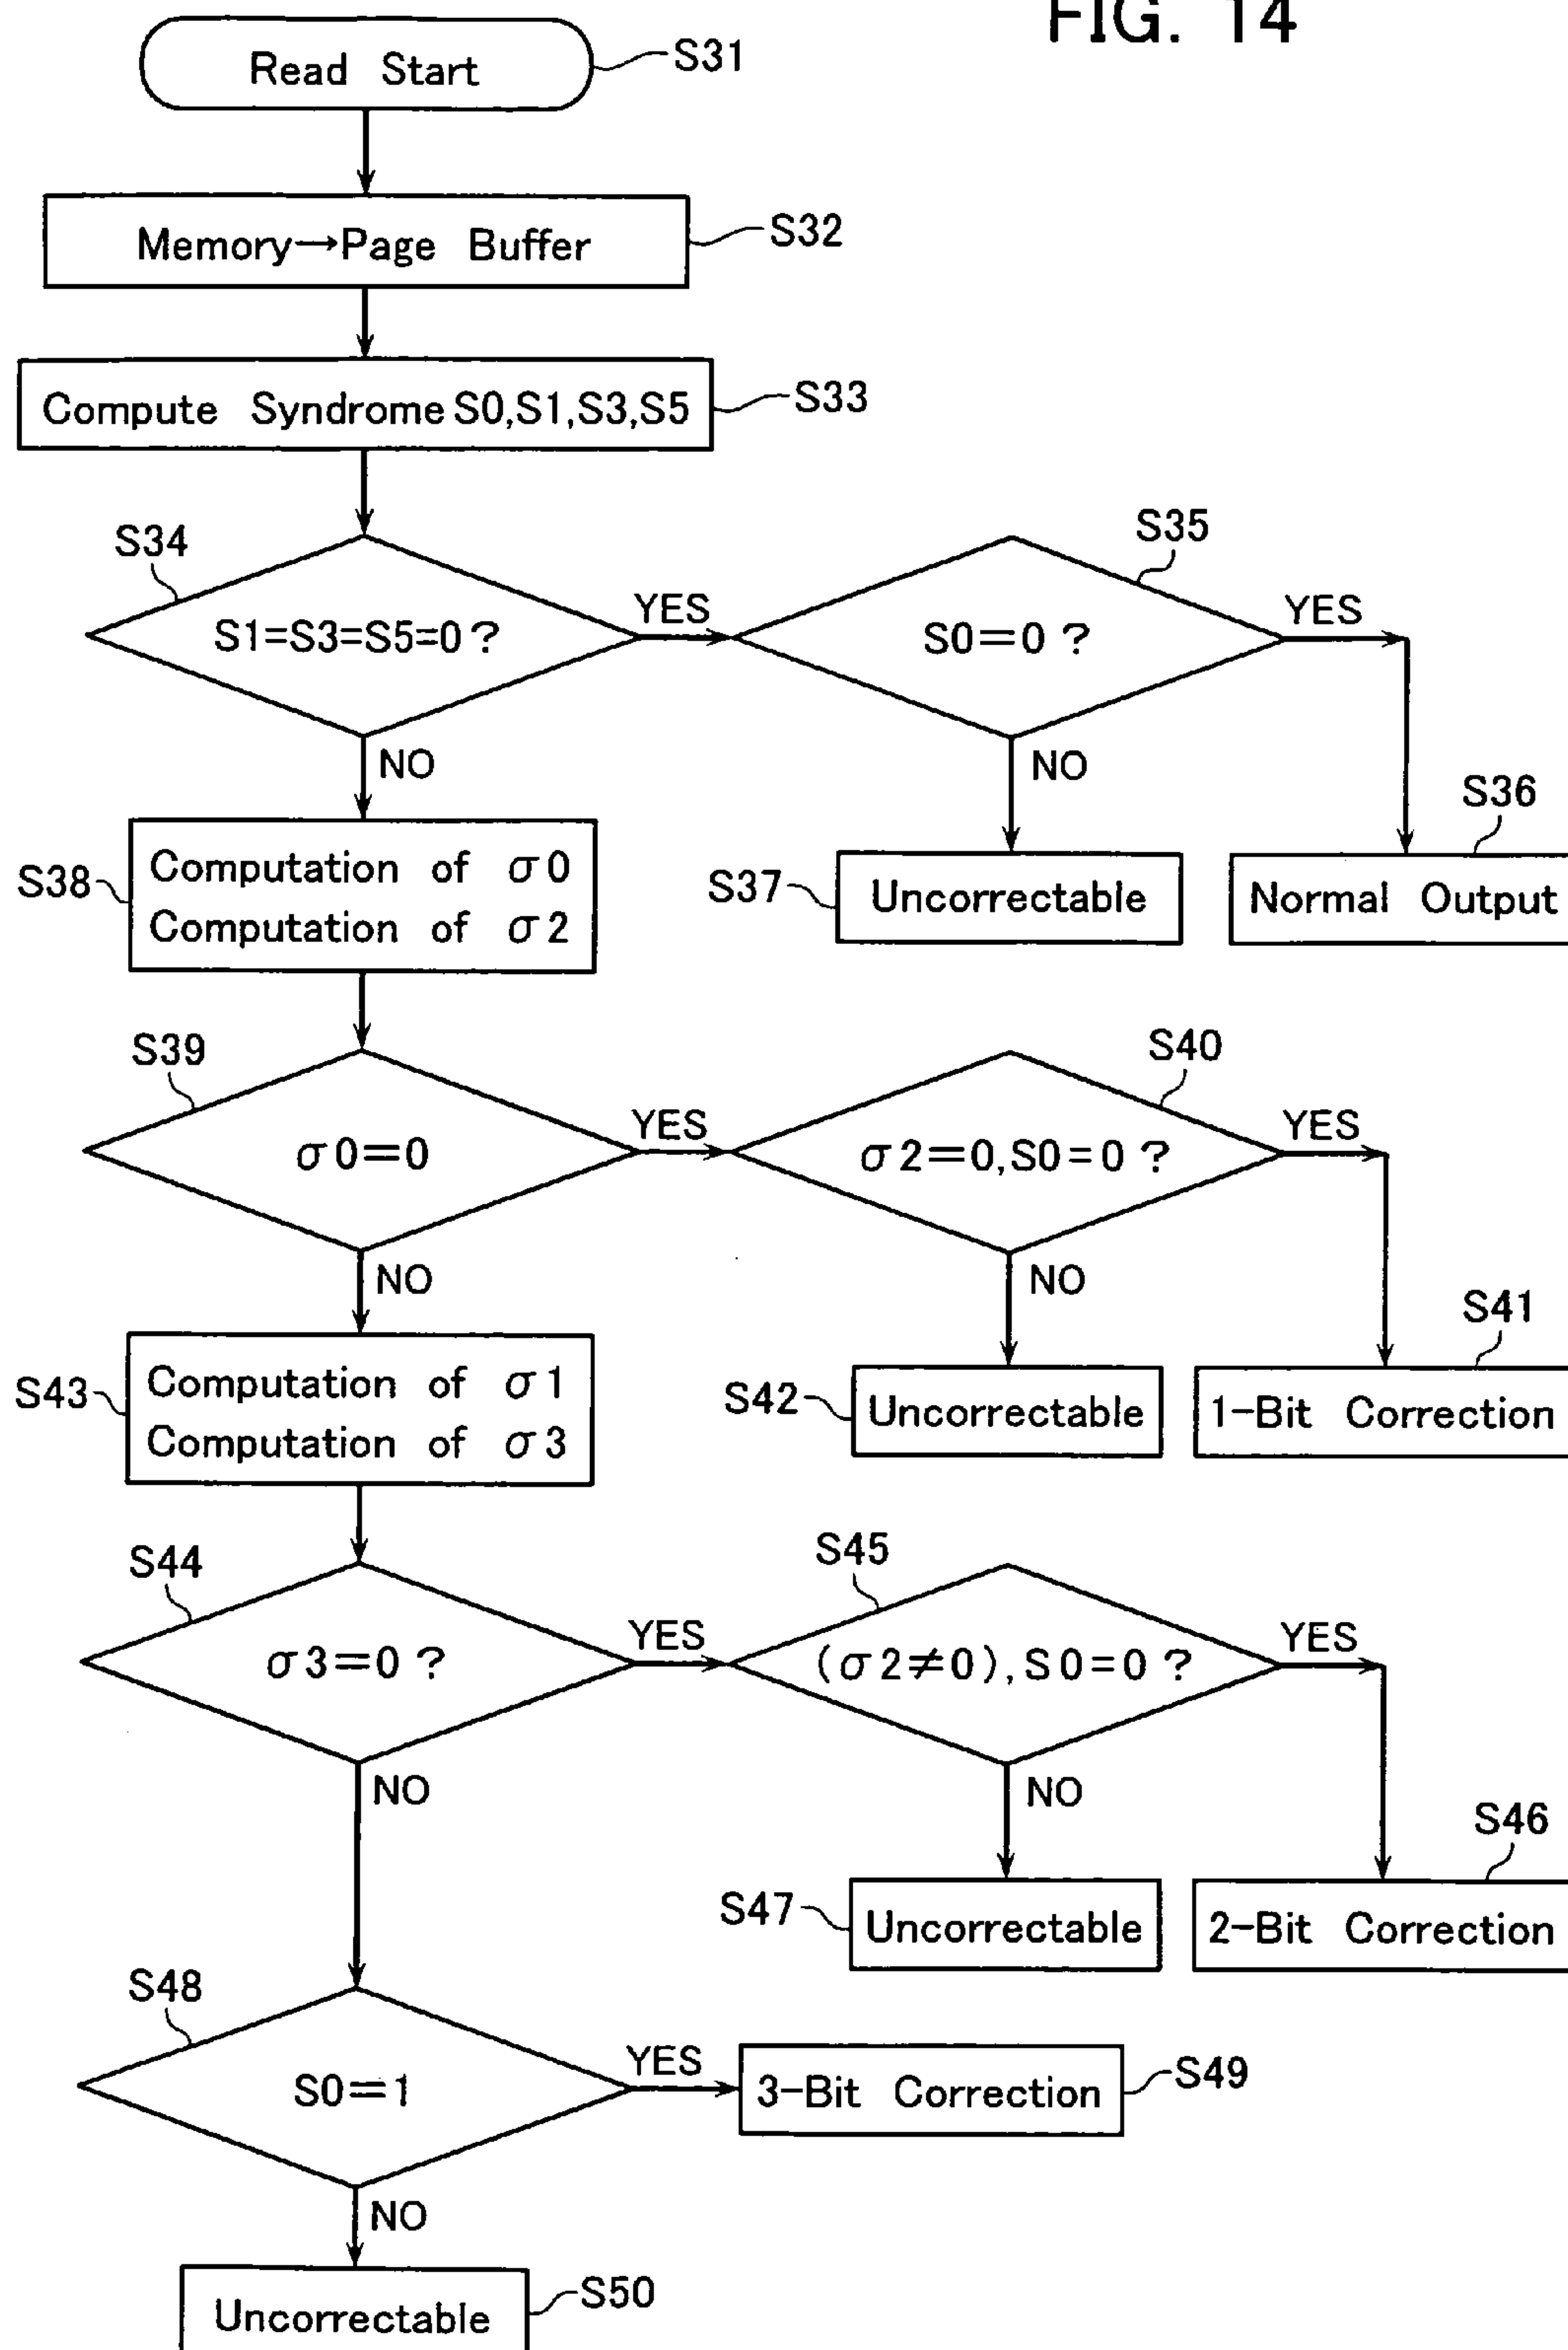 FIG. 14
Read Start
S31
Memory→Page Buffer
S32
Compute Syndrome S0,S1,S3,S5
S33
S34
S1=S3=S5=0?
YES
NO
S35
S0=0?
YES
NO
S36
Normal Output
S37
Uncorrectable
S38
Computation of σ0
Computation of σ2
S39
σ0=0
YES
NO
S40
σ2=0,S0=0?
YES
NO
S41
1-Bit Correction
S42
Uncorrectable
S43
Computation of σ1
Computation of σ3
S44
σ3=0?
YES
NO
S45
(σ2≠0),S0=0?
YES
NO
S46
2-Bit Correction
S47
Uncorrectable
S48
S0=1
YES
NO
3-Bit Correction
S49
Uncorrectable
S50